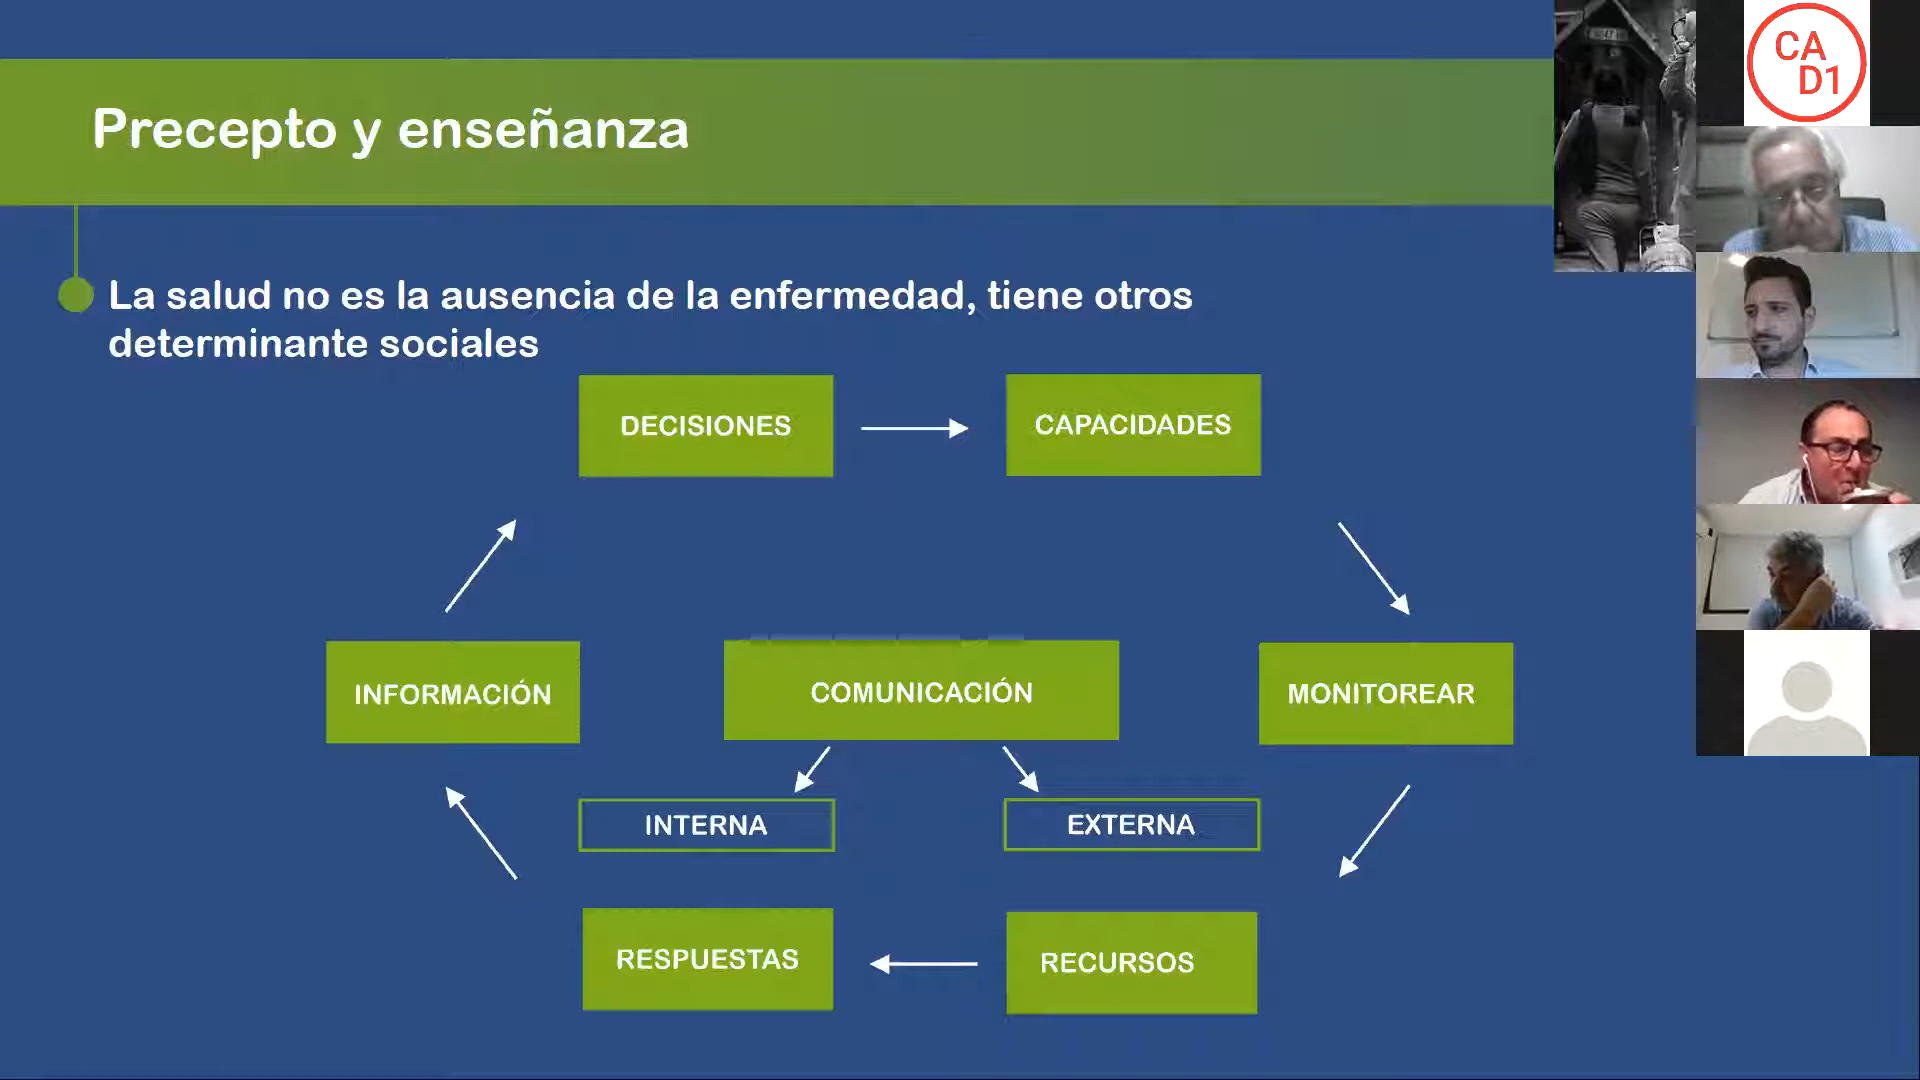 Precepto y enseñanza
La salud no es la ausencia de la enfermedad, tiene otros
determinante sociales
DECISIONES
CAPACIDADES
INFORMACIÓN
COMUNICACIÓN
MONITOREAR
INTERNA
EXTERNA
RESPUESTAS
RECURSOS
CA
D1